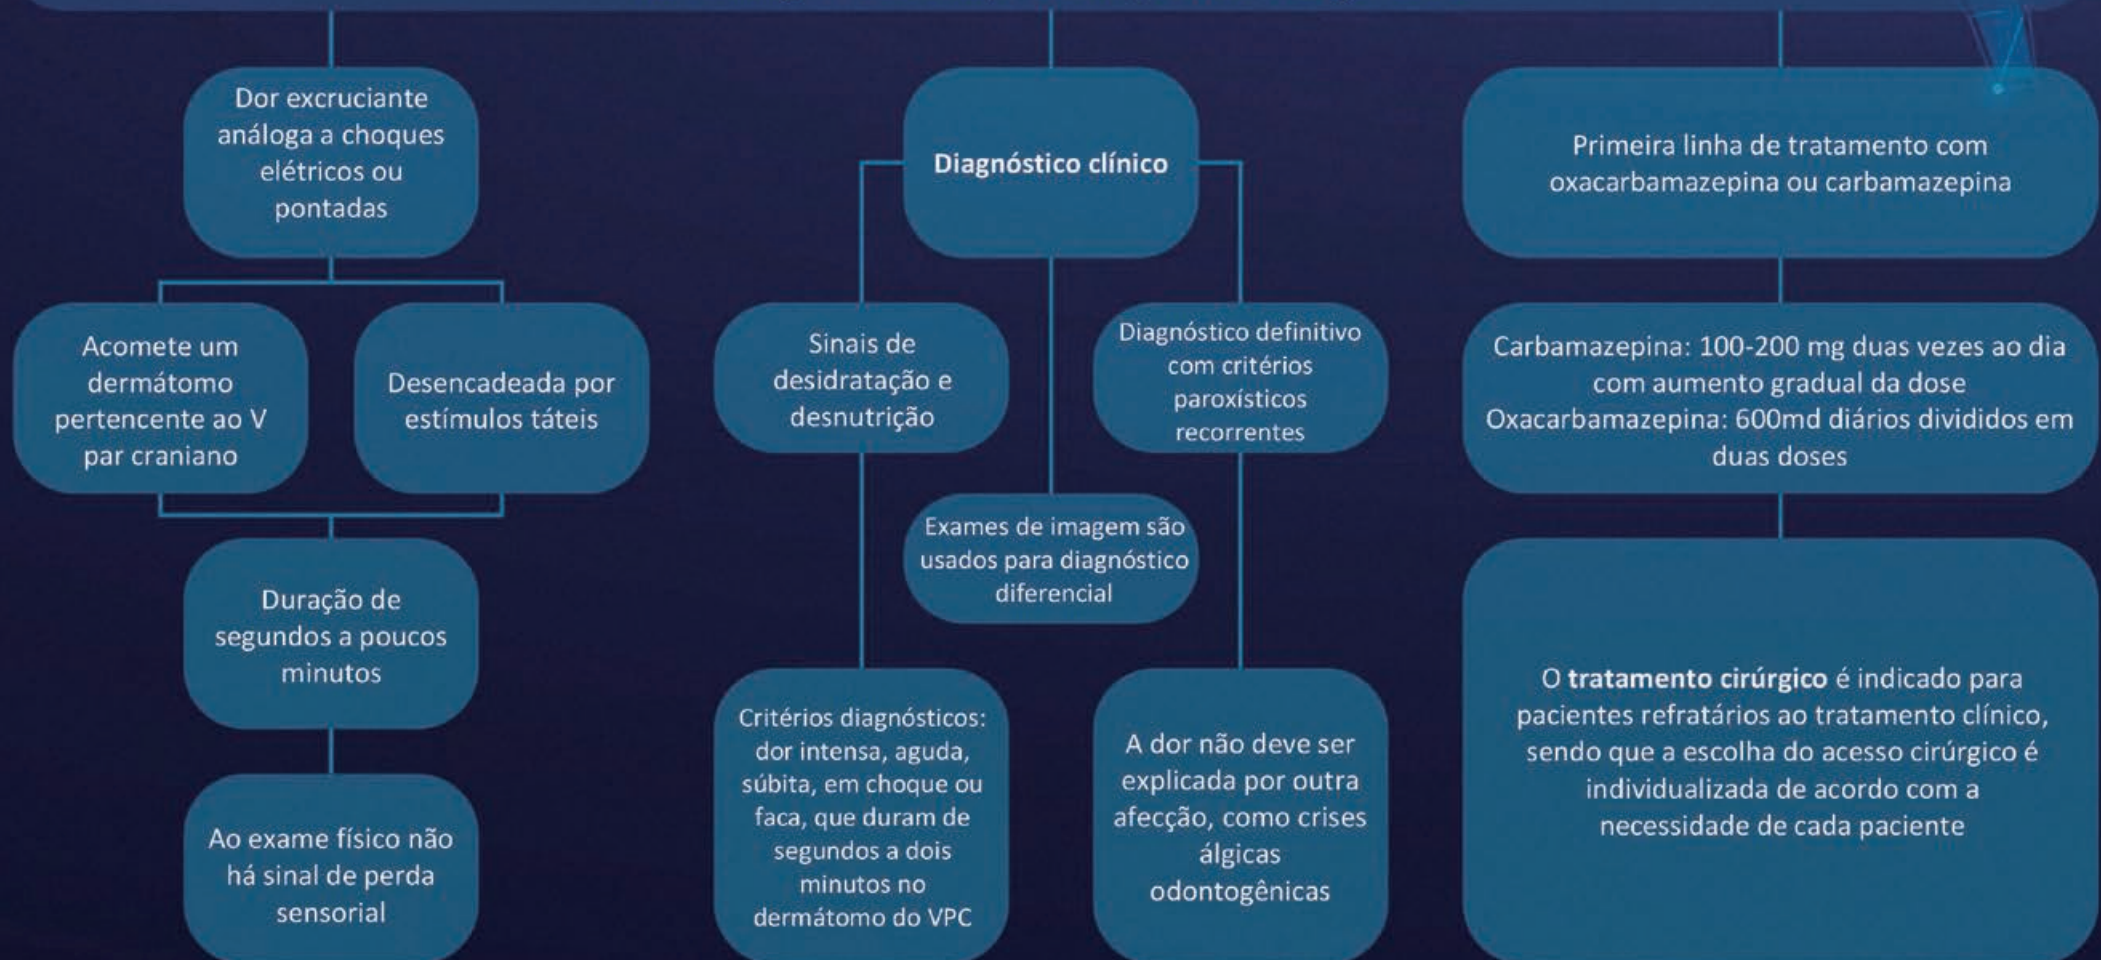 Dor excruciante
análoga a choques
elétricos ou
pontadas
Acomete um
dermátomo
pertencente ao V
par craniano
Desencadeada por
estímulos táteis
Duração de
segundos a poucos
minutos
Ao exame físico não
há sinal de perda
sensorial
Diagnóstico clínico
Sinais de
desidratação e
desnutrição
Diagnóstico definitivo
com critérios
paroxísticos
recorrentes
Exames de imagem são
usados para diagnóstico
diferencial
Critérios diagnósticos:
dor intensa, aguda,
súbita, em choque ou
faca, que duram de
segundos a dois
minutos no
dermátomo do VPC
A dor não deve ser
explicada por outra
afecção, como crises
álgicas
odontogênicas
Primeira linha de tratamento com
oxacarbamazepina ou carbamazepina
Carbamazepina: 100-200 mg duas vezes ao dia
com aumento gradual da dose
Oxacarbamazepina: 600md diários divididos em
duas doses
O tratamento cirúrgico é indicado para
pacientes refratários ao tratamento clínico,
sendo que a escolha do acesso cirúrgico é
individualizada de acordo com a
necessidade de cada paciente